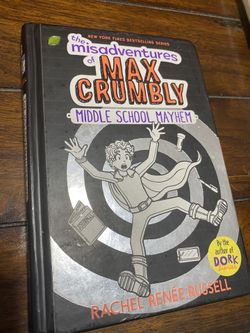 A NEW YORK TIMES BESTSELLING SERIES
the
misadventures
of MAX
CRUMBLY
MIDDLE SCHOOL MAYHEM
By the
author of
DORK
diaries
RACHEL RENÉE RUSSELL